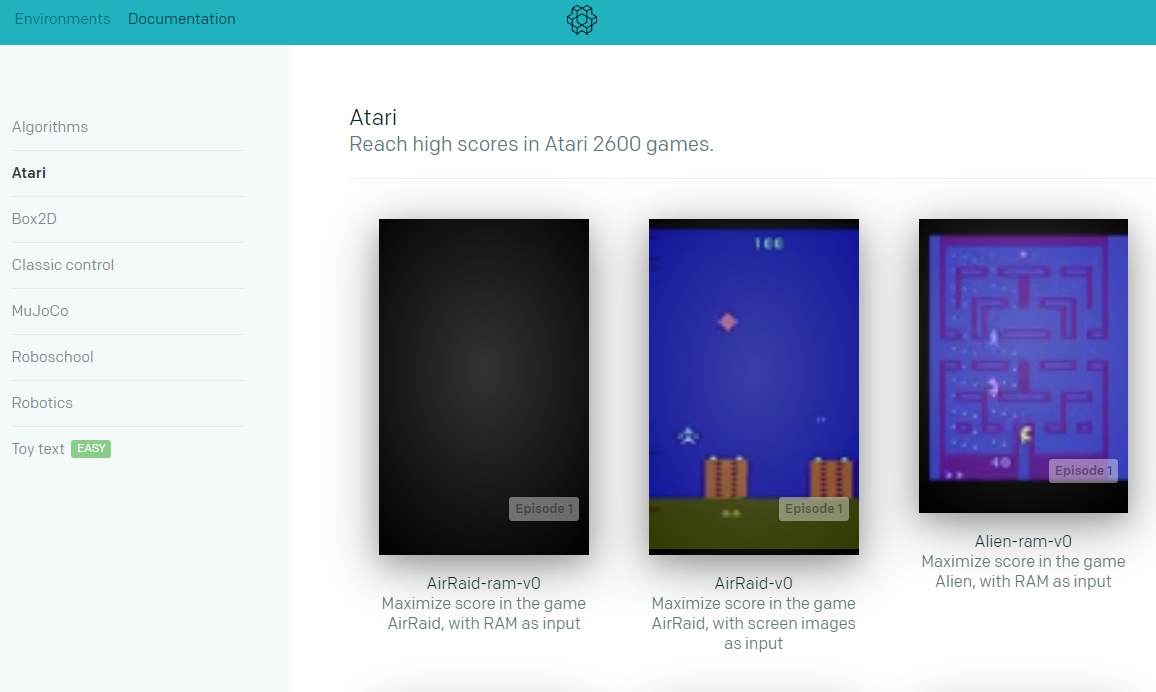 Environments Documentation
Algorithms
Atari
Box2D
Classic control
MuJoCo
Roboschool
Robotics
Toy text EASY
Atari
Reach high scores in Atari 2600 games.
Episode 1
AirRaid-ram-v0
Maximize score in the game
AirRaid, with RAM as input
100
Episode 1
AirRaid-v0
Maximize score in the game
AirRaid, with screen images
as input
40
Episode 1
Alien-ram-v0
Maximize score in the game
Alien, with RAM as input